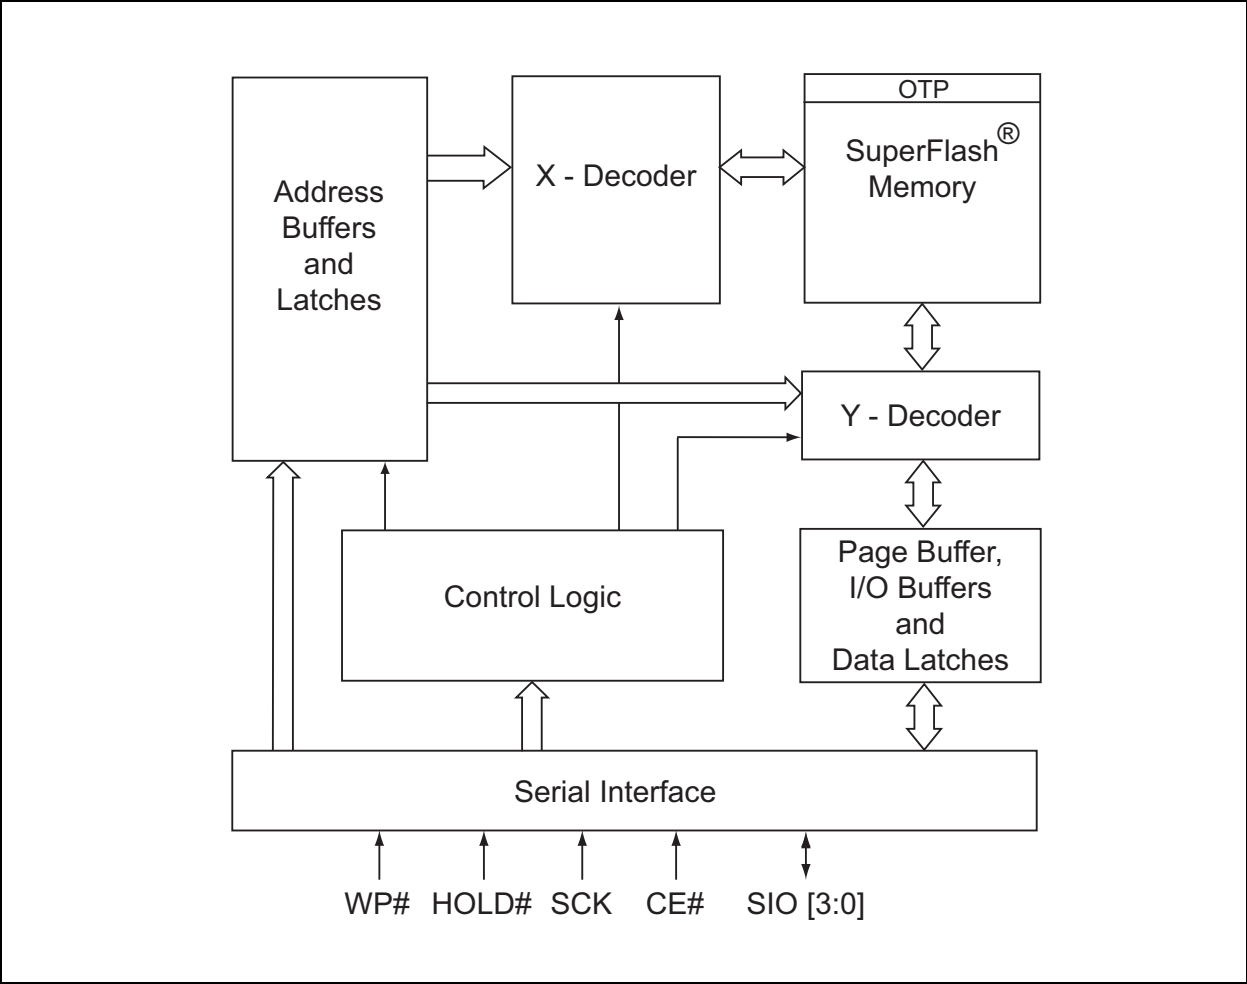 OTP
SuperFlash®
Memory
X - Decoder
Address
Buffers
and
Latches
Y - Decoder
Page Buffer,
I/O Buffers
and
Data Latches
Control Logic
Serial Interface
WP# HOLD# SCK CE# SIO [3:0]